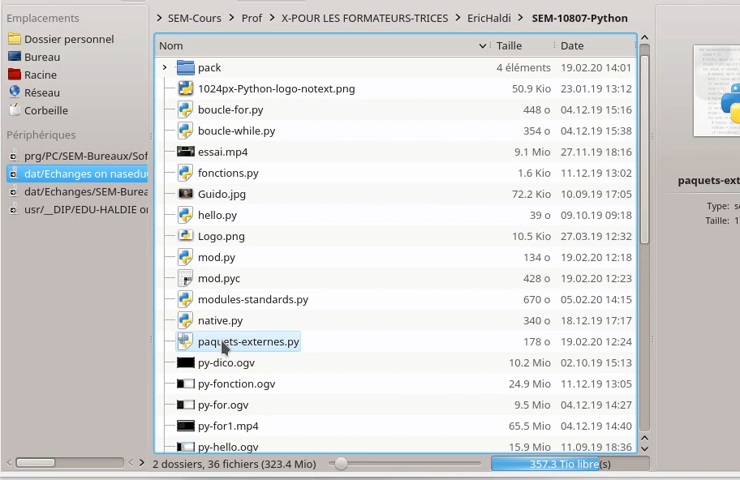 Emplacements
Dossier personnel
Bureau
Racine
Réseau
Corbeille
Périphériques
prg/PC/SEM-Bureaux/Sof
dat/Echanges on nasedu
dat/Echanges/SEM-Burea
usr/__DIP/EDU-HALDIE or
SEM-Cours > Prof > X-POUR LES FORMATEURS-TRICES > EricHaldi > SEM-10807-Python
Nom Taille Date
pack 4 éléments 19.02.20 14:01
1024px-Python-logo-notext.png 50.9 Kio 23.01.19 13:12
boucle-for.py 448 o 04.12.19 15:16
boucle-while.py 354 o 04.12.19 15:38
essai.mp4 9.1 Mio 27.11.19 18:16
fonctions.py 1.6 Kio 11.12.19 13:02
Guido.jpg 72.2 Kio 10.09.19 17:05
hello.py 39 o 09.10.19 09:18
Logo.png 10.5 Kio 27.03.19 12:32
mod.py 134 o 19.02.20 12:18
mod.pyc 428 o 19.02.20 12:23
modules-standards.py 670 o 05.02.20 14:15
native.py 340 o 18.12.19 17:17
paquets-externes.py 178 o 19.02.20 12:24
py-dico.ogv 10.2 Mio 02.10.19 15:13
py-fonction.ogv 24.9 Mio 11.12.19 13:05
py-for.ogv 9.5 Mio 04.12.19 14:27
py-for1.mp4 65.5 Mio 04.12.19 14:40
py-hello.ogv 15.9 Mio 11.09.19 18:36
2 dossiers, 36 fichiers (323.4 Mio)
357.3 Tio libre(s)
paquets-ext
Type: s
Taille: 1